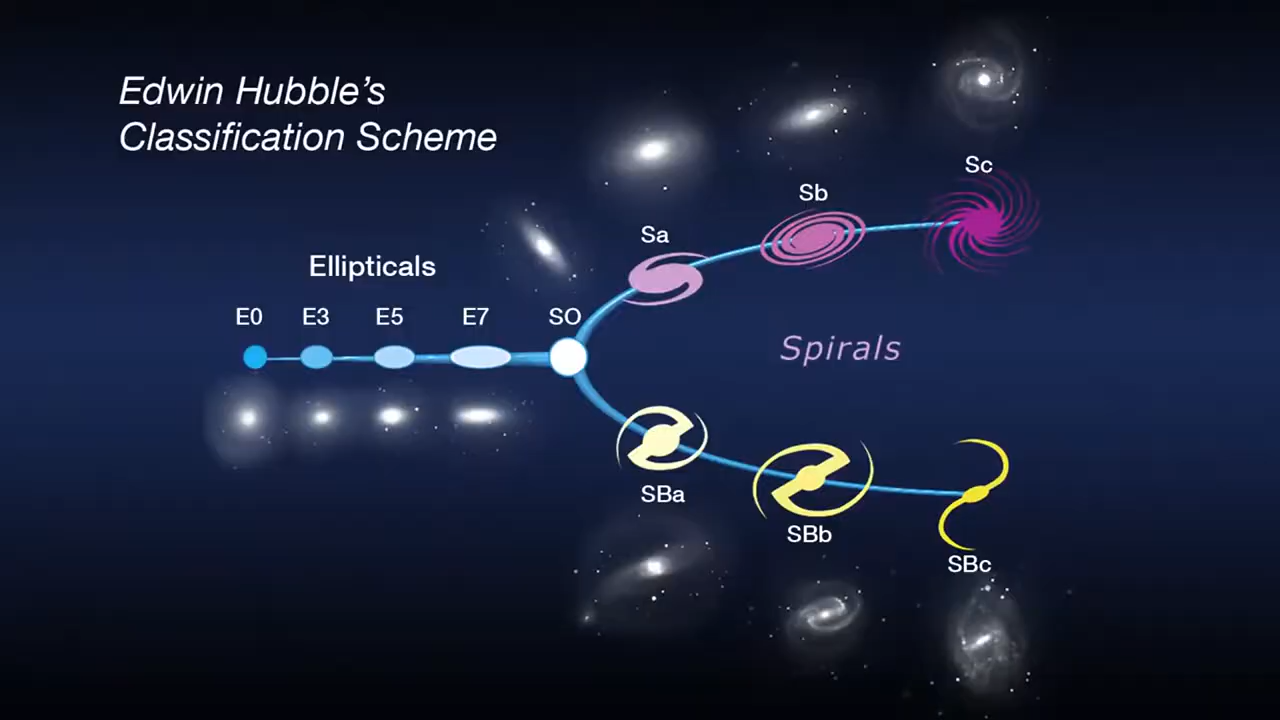 Edwin Hubble's
Classification Scheme
Ellipticals
E0 E3 E5 E7 SO
Sa
Sb
Sc
Spirals
SBa
SBb
SBc